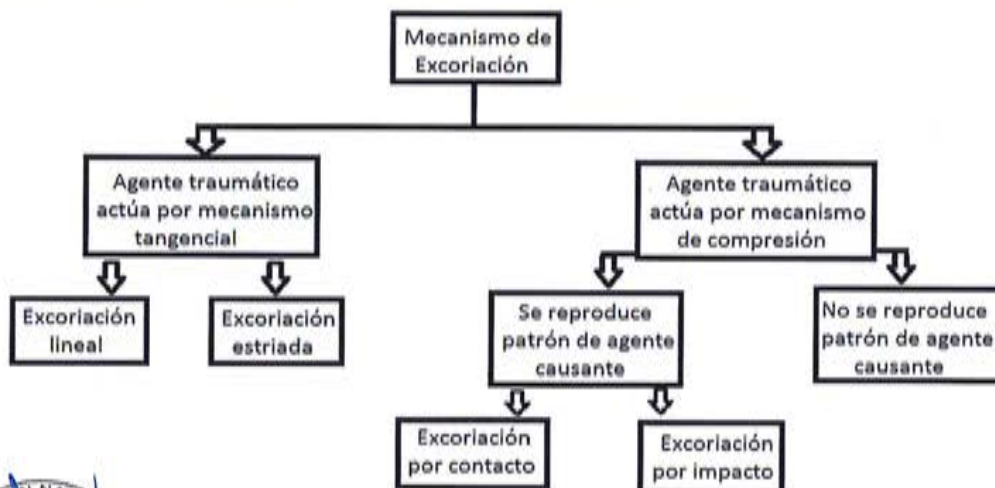 Mecanismo de
Excoriación
Agente traumático
actúa por mecanismo
tangencial
Agente traumático
actúa por mecanismo
de compresión
Excoriación
lineal
Excoriación
estriada
Se reproduce
patrón de agente
causante
No se reproduce
patrón de agente
causante
Excoriación
por contacto
Excoriación
por impacto